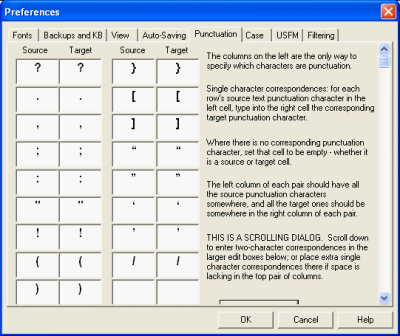 Preferences
Fonts Backups and KB View Auto-Saving Punctuation Case USFM Filtering
Source Target Source Target
? ? } }
. . [ [
, , ] ]
; ; “ “
: : ” ”
" " ‘ ‘
! ! ’ ’
( ( / /
) )
The columns on the left are the only way to
specify which characters are punctuation.
Single character correspondences: for each
row's source text punctuation character in the
left cell, type into the right cell the corresponding
target punctuation character.
Where there is no corresponding punctuation
character, set that cell to be empty - whether it
is a source or target cell.
The left column of each pair should have all
the source punctuation characters
somewhere, and all the target ones should be
somewhere in the right column of each pair.
THIS IS A SCROLLING DIALOG. Scroll down
to enter two-character correspondences in the
larger edit boxes below; or place extra single
character correspondences there if space is
lacking in the top pair of columns.
OK Cancel Help